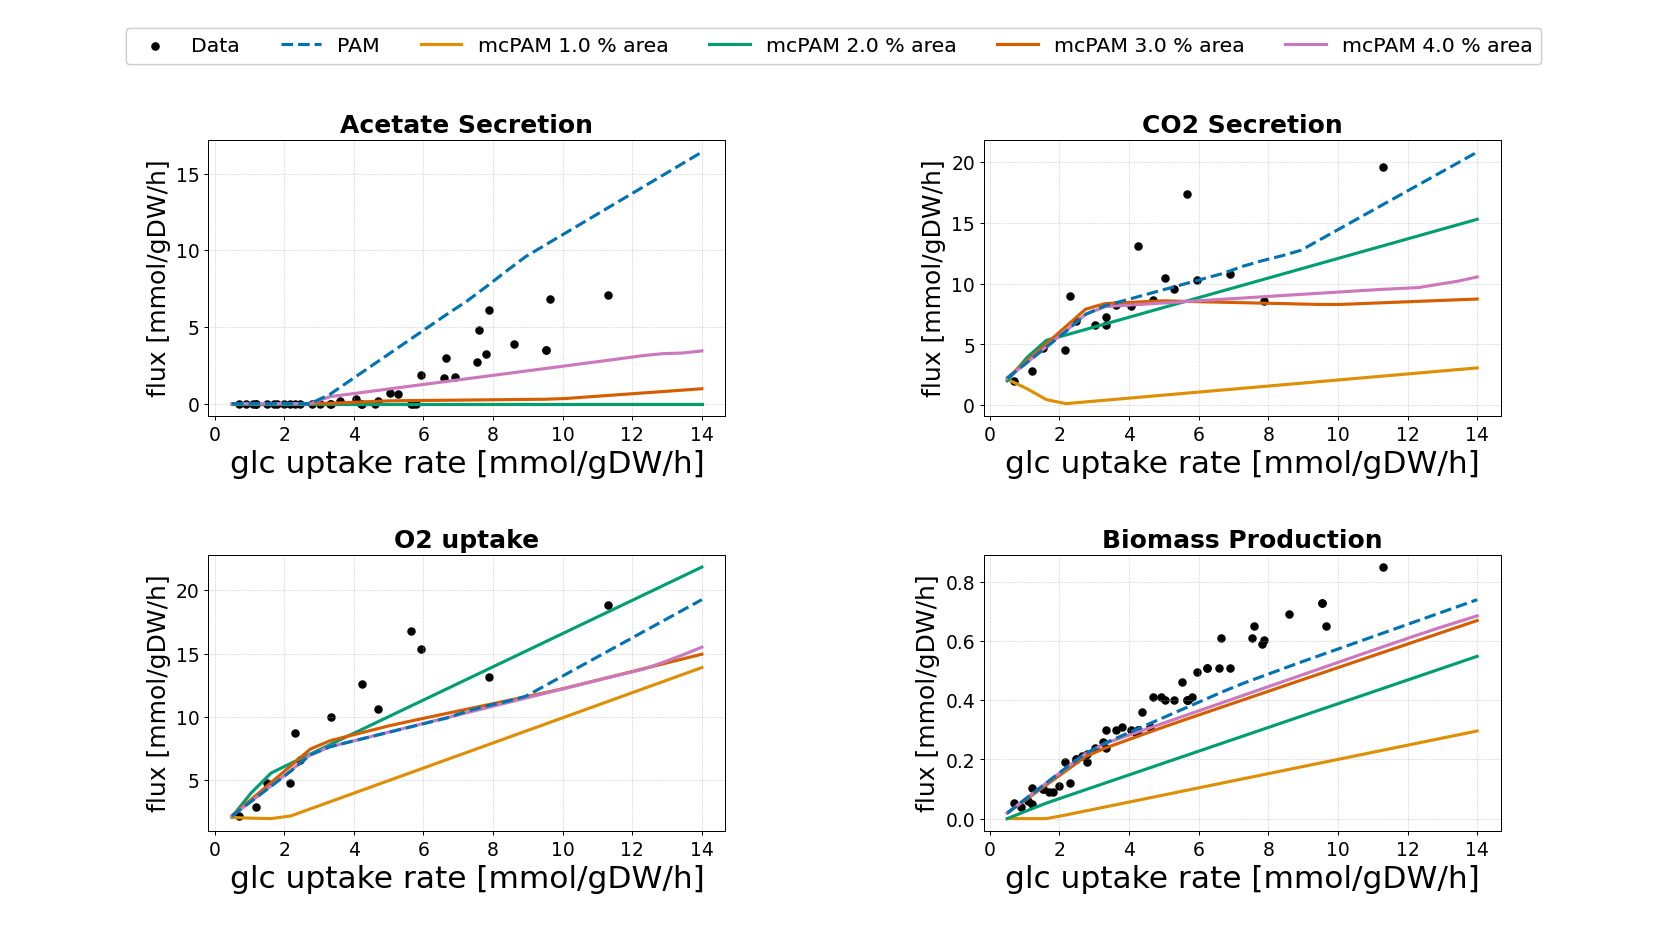 Data PAM mcPAM 1.0 % area mcPAM 2.0 % area mcPAM 3.0 % area mcPAM 4.0 % area
Acetate Secretion
flux [mmol/gDW/h]
15
10
5
0
0 2 4 6 8 10 12 14
glc uptake rate [mmol/gDW/h]
CO2 Secretion
flux [mmol/gDW/h]
20
15
10
5
0
0 2 4 6 8 10 12 14
glc uptake rate [mmol/gDW/h]
O2 uptake
flux [mmol/gDW/h]
20
15
10
5
0 2 4 6 8 10 12 14
glc uptake rate [mmol/gDW/h]
Biomass Production
flux [mmol/gDW/h]
0.8
0.6
0.4
0.2
0.0
0 2 4 6 8 10 12 14
glc uptake rate [mmol/gDW/h]